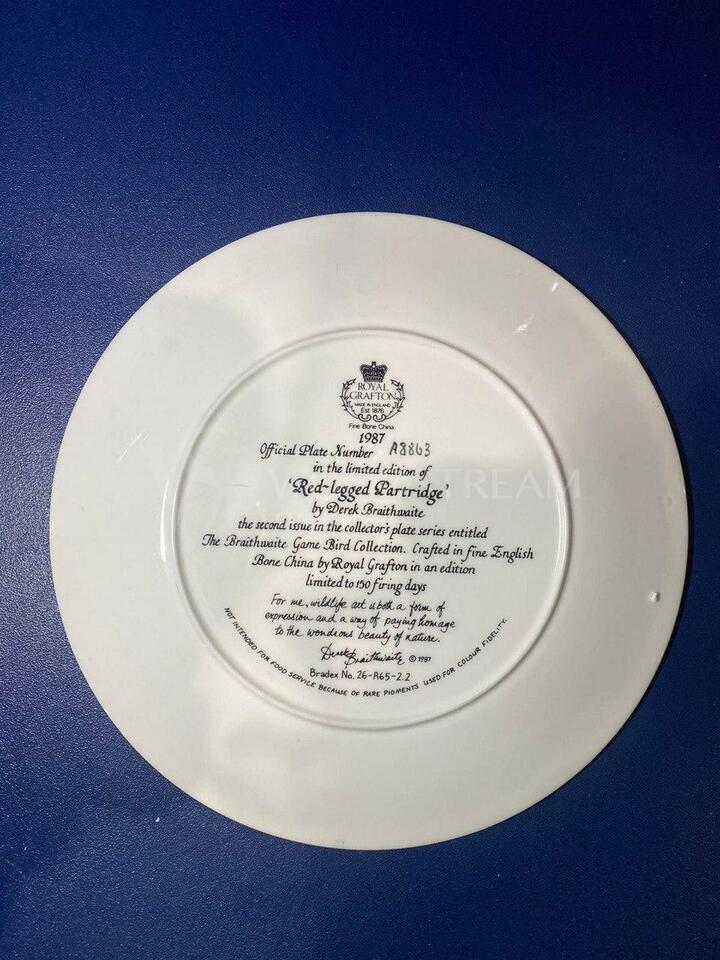 ROYAL
GRAFTON
MADE IN ENGLAND
Est 1876
Fine Bone China
1987
Official Plate Number A8863
in the limited edition of
'Red-legged Partridge'
by Derek Braithwaite
the second issue in the collector's plate series entitled
The Braithwaite Game Bird Collection. Crafted in fine English
Bone China by Royal Grafton in an edition
limited to 150 firing days
For me, wildlife art is both a form of
expression and a way of paying homage
to the wondrous beauty of nature.
Derek Braithwaite © 1987
Bradex No. 26-R65-2.2
NOT INTENDED FOR FOOD SERVICE BECAUSE OF RARE PIGMENTS USED FOR COLOUR FIDELITY.